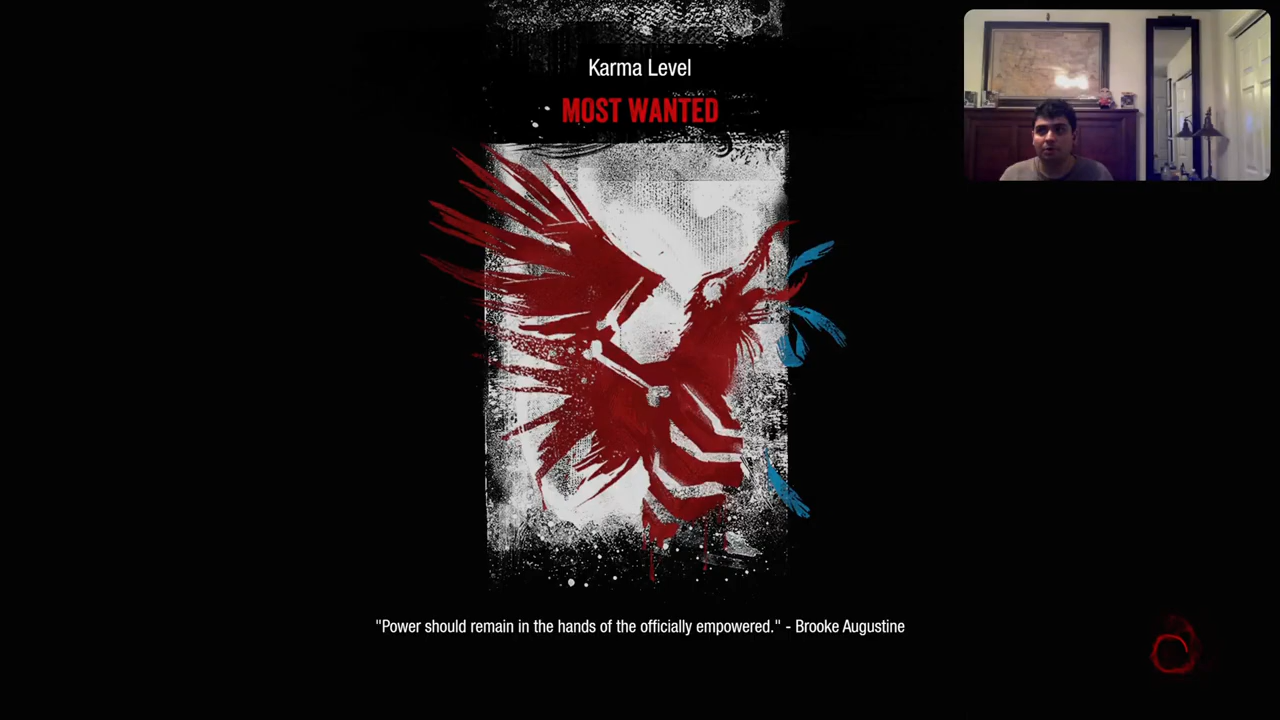 Karma Level
MOST WANTED
"Power should remain in the hands of the officially empowered." - Brooke Augustine